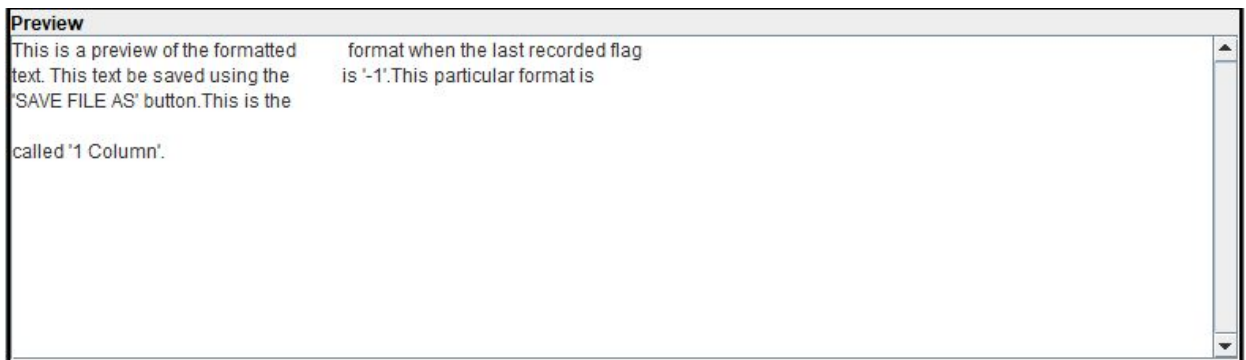 Preview
This is a preview of the formatted format when the last recorded flag
text. This text be saved using the is '-1'.This particular format is
'SAVE FILE AS' button.This is the
called '1 Column'.